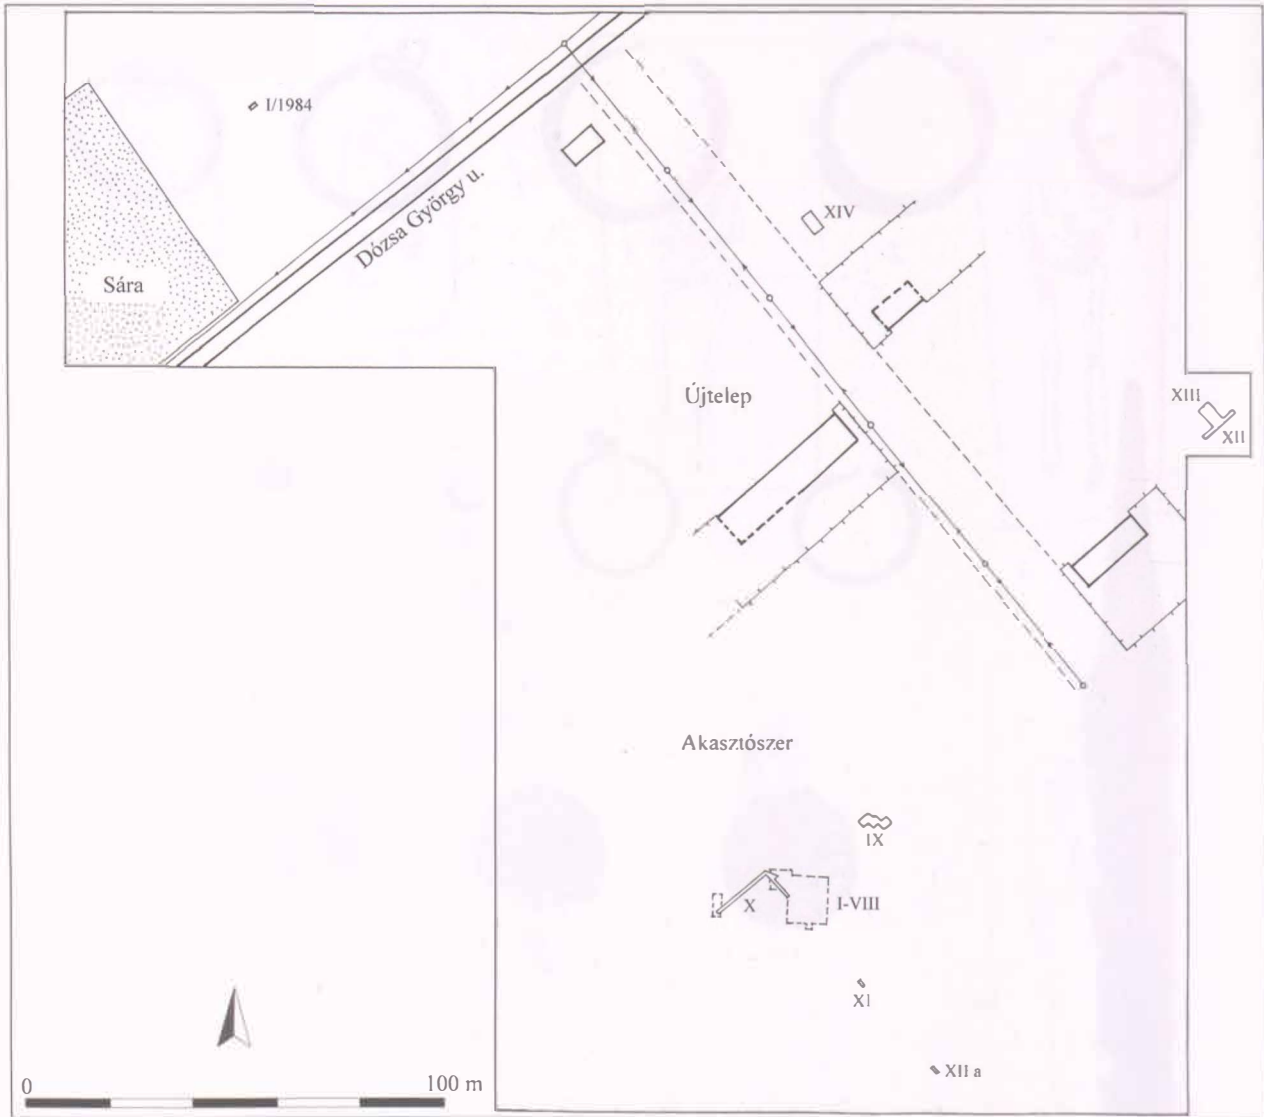 I/1984
Dózsa György u.
XIV
Sára
Újtelep
XIII
XII
Akasztószer
IX
X
I-VIII
XI
XII a
0
100 m